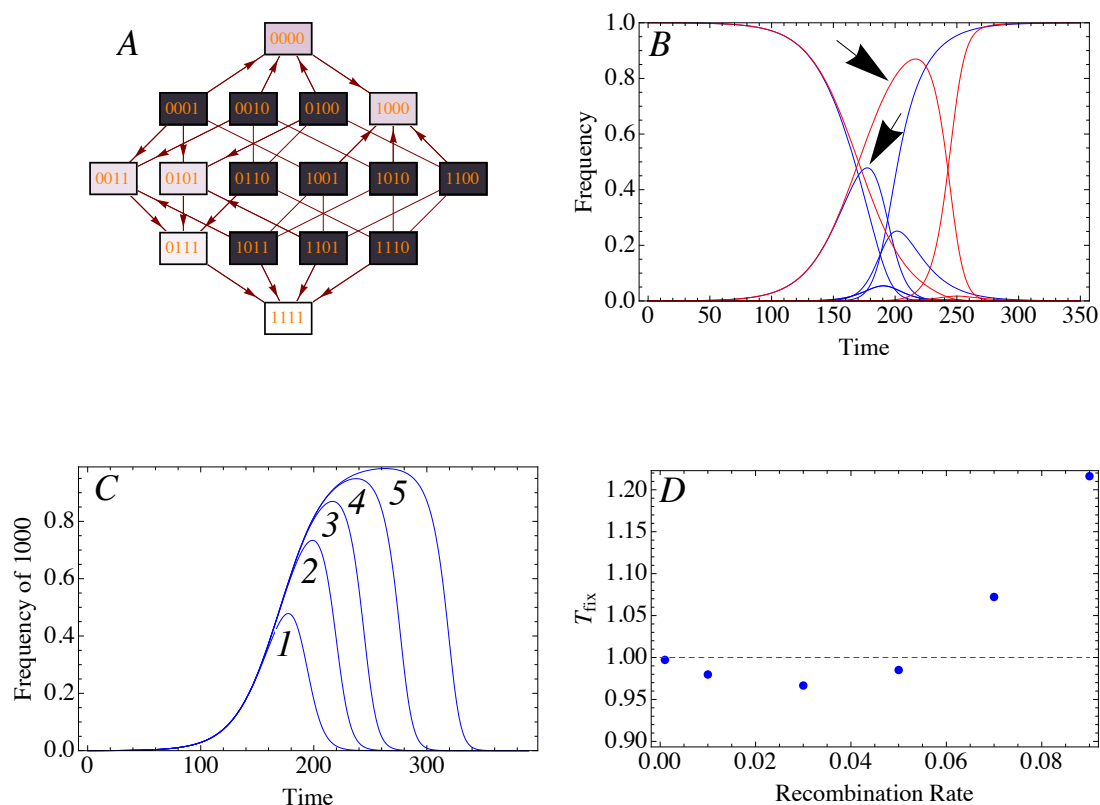 A
0000
0001 0010 0100 1000
0011 0101 0110 1001 1010 1100
0111 1011 1101 1110
1111
B
Frequency
1.0
0.8
0.6
0.4
0.2
0.0
0 50 100 150 200 250 300 350
Time
C
Frequency of 1000
0.8
0.6
0.4
0.2
0.0
1
2
3
4
5
0 100 200 300
Time
D
T_fix
1.20
1.15
1.10
1.05
1.00
0.95
0.90
0.00 0.02 0.04 0.06 0.08
Recombination Rate